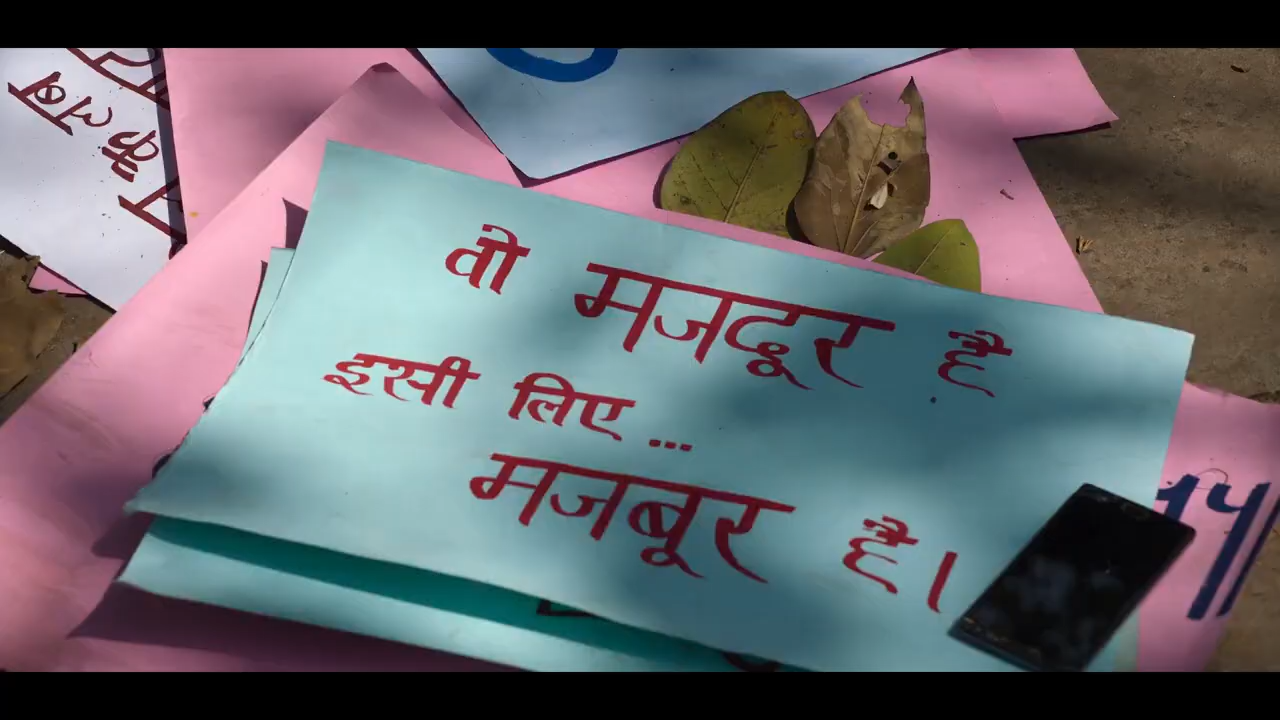 वो मजदूर है
इसी लिए...
मजबूर है।